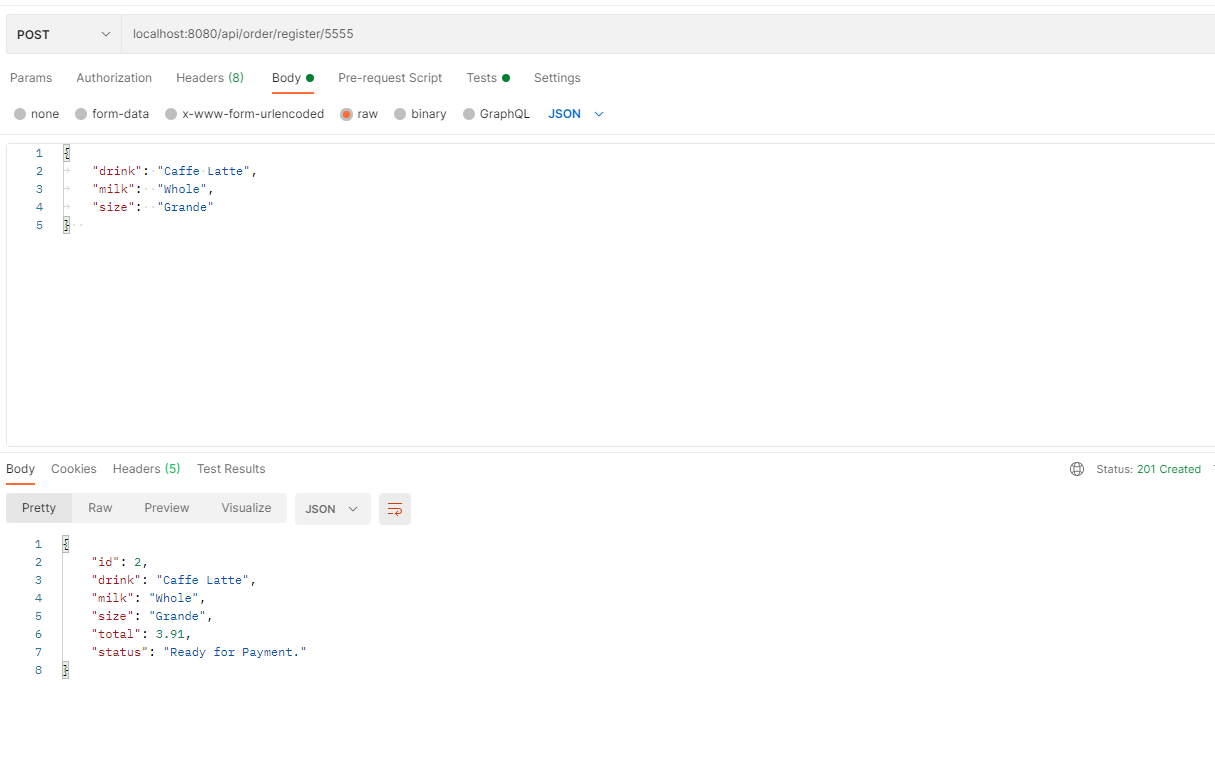 POST localhost:8080/api/order/register/5555
Params Authorization Headers (8) Body Pre-request Script Tests Settings
none form-data x-www-form-urlencoded raw binary GraphQL JSON
1 {
2 "drink": "Caffe Latte",
3 "milk": "Whole",
4 "size": "Grande"
5 }
Body Cookies Headers (5) Test Results Status: 201 Created
Pretty Raw Preview Visualize JSON
1 {
2 "id": 2,
3 "drink": "Caffe Latte",
4 "milk": "Whole",
5 "size": "Grande",
6 "total": 3.91,
7 "status": "Ready for Payment."
8 }